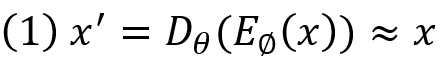 (1) x′ = D_θ(E_∅(x)) ≈ x